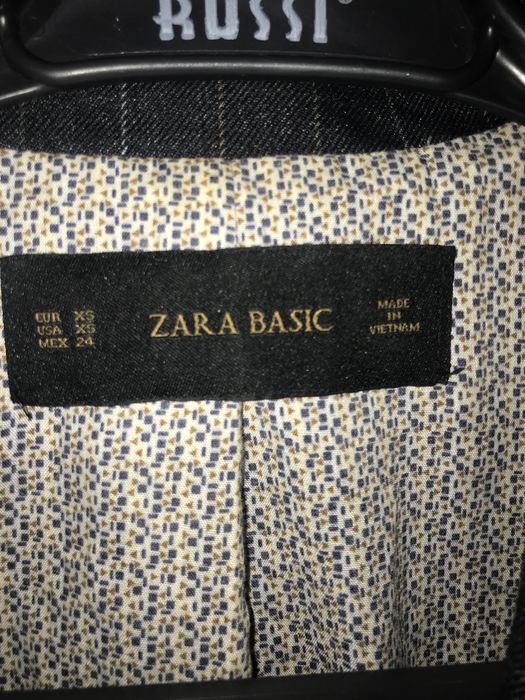 RUSSI®
EUR XS
USA XS
MEX 24
ZARA BASIC
MADE
IN
VIETNAM